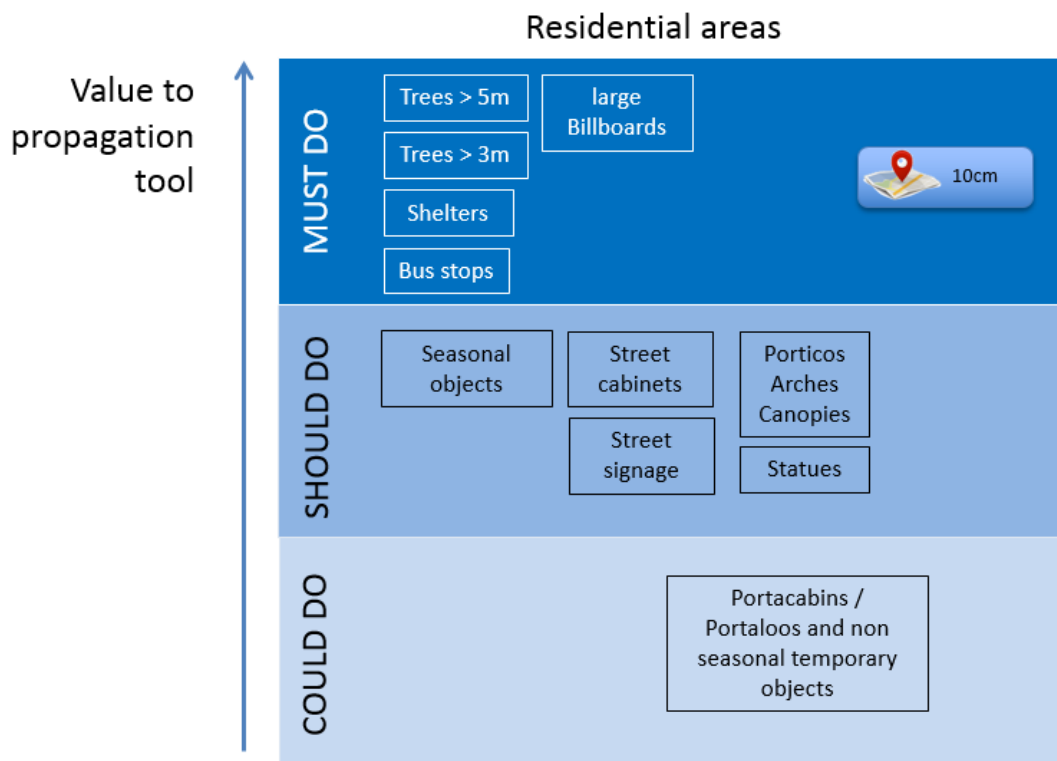 Residential areas
Value to
propagation
tool
MUST DO
Trees > 5m
large
Billboards
Trees > 3m
Shelters
Bus stops
10cm
SHOULD DO
Seasonal
objects
Street
cabinets
Porticos
Arches
Canopies
Street
signage
Statues
COULD DO
Portacabins /
Portaloos and non
seasonal temporary
objects